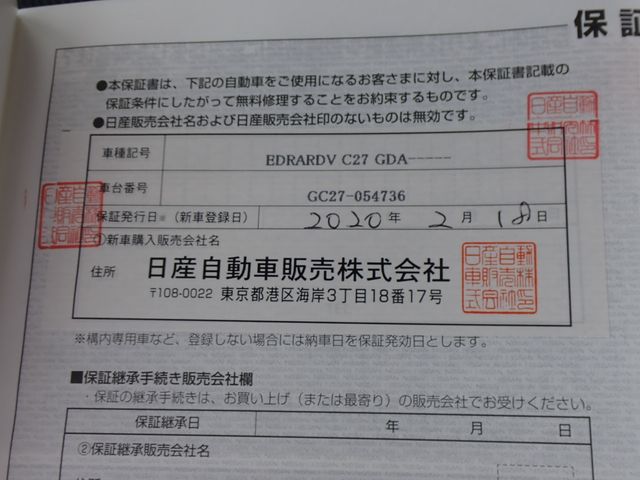 保証
●本保証書は、下記の自動車をご使用になるお客さまに対し、本保証書記載の
保証条件にしたがって無料修理することをお約束するものです。
●日産販売会社名および日産販売会社印のないものは無効です。
車種記号 EDRARDV C27 GDA-----
車台番号 GC27-054736
保証発行日※(新車登録日) 2020年 2月 18日
①新車購入販売会社名
住所 日産自動車販売株式会社
〒108-0022 東京都港区海岸3丁目18番17号
※構内専用車など、登録しない場合には納車日を保証発効日とします。
■保証継承手続き販売会社欄
・保証の継承手続きは、お買い上げ(または最寄り)の販売会社でお受けください。
保証継承日 年 月 日
②保証継承販売会社名